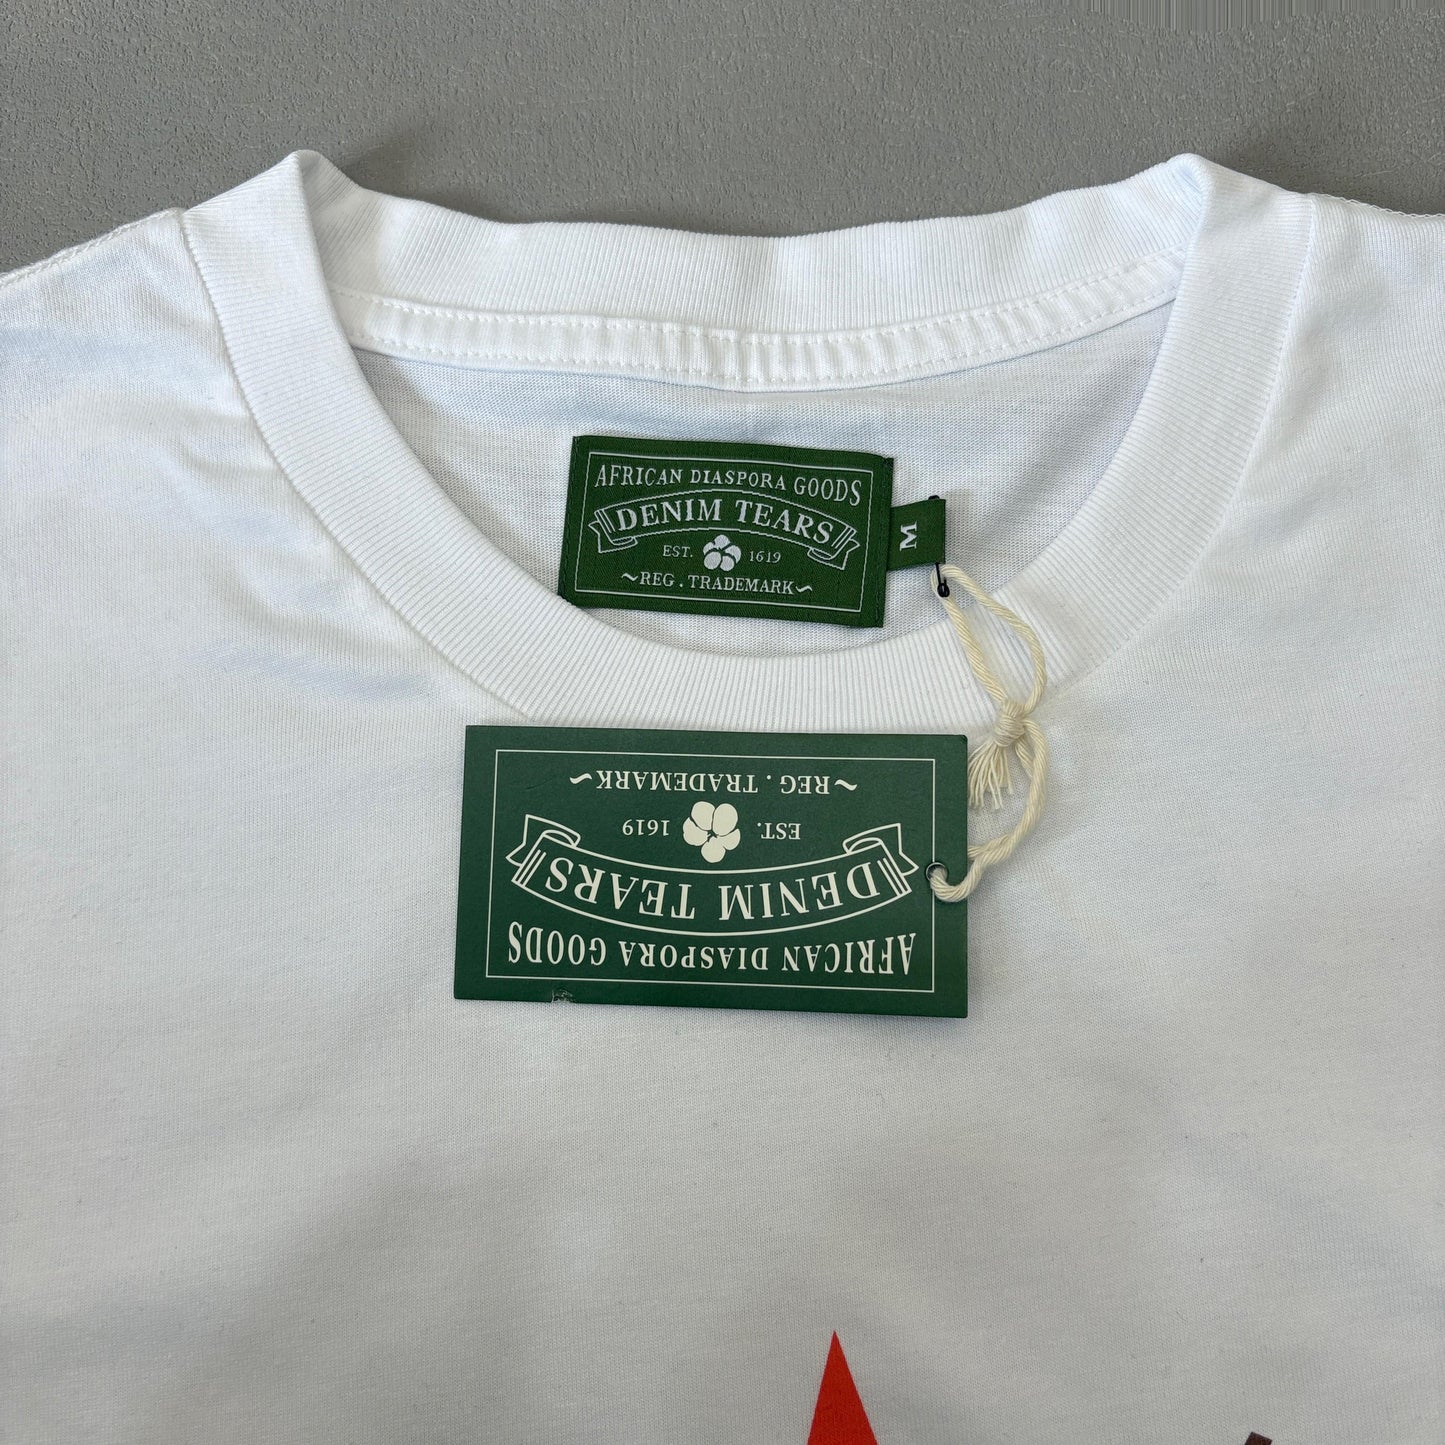 AFRICAN DIASPORA GOODS
DENIM TEARS
EST. 1619
~REG. TRADEMARK~
M
AFRICAN DIASPORA GOODS
DENIM TEARS
EST. 1619
~REG. TRADEMARK~